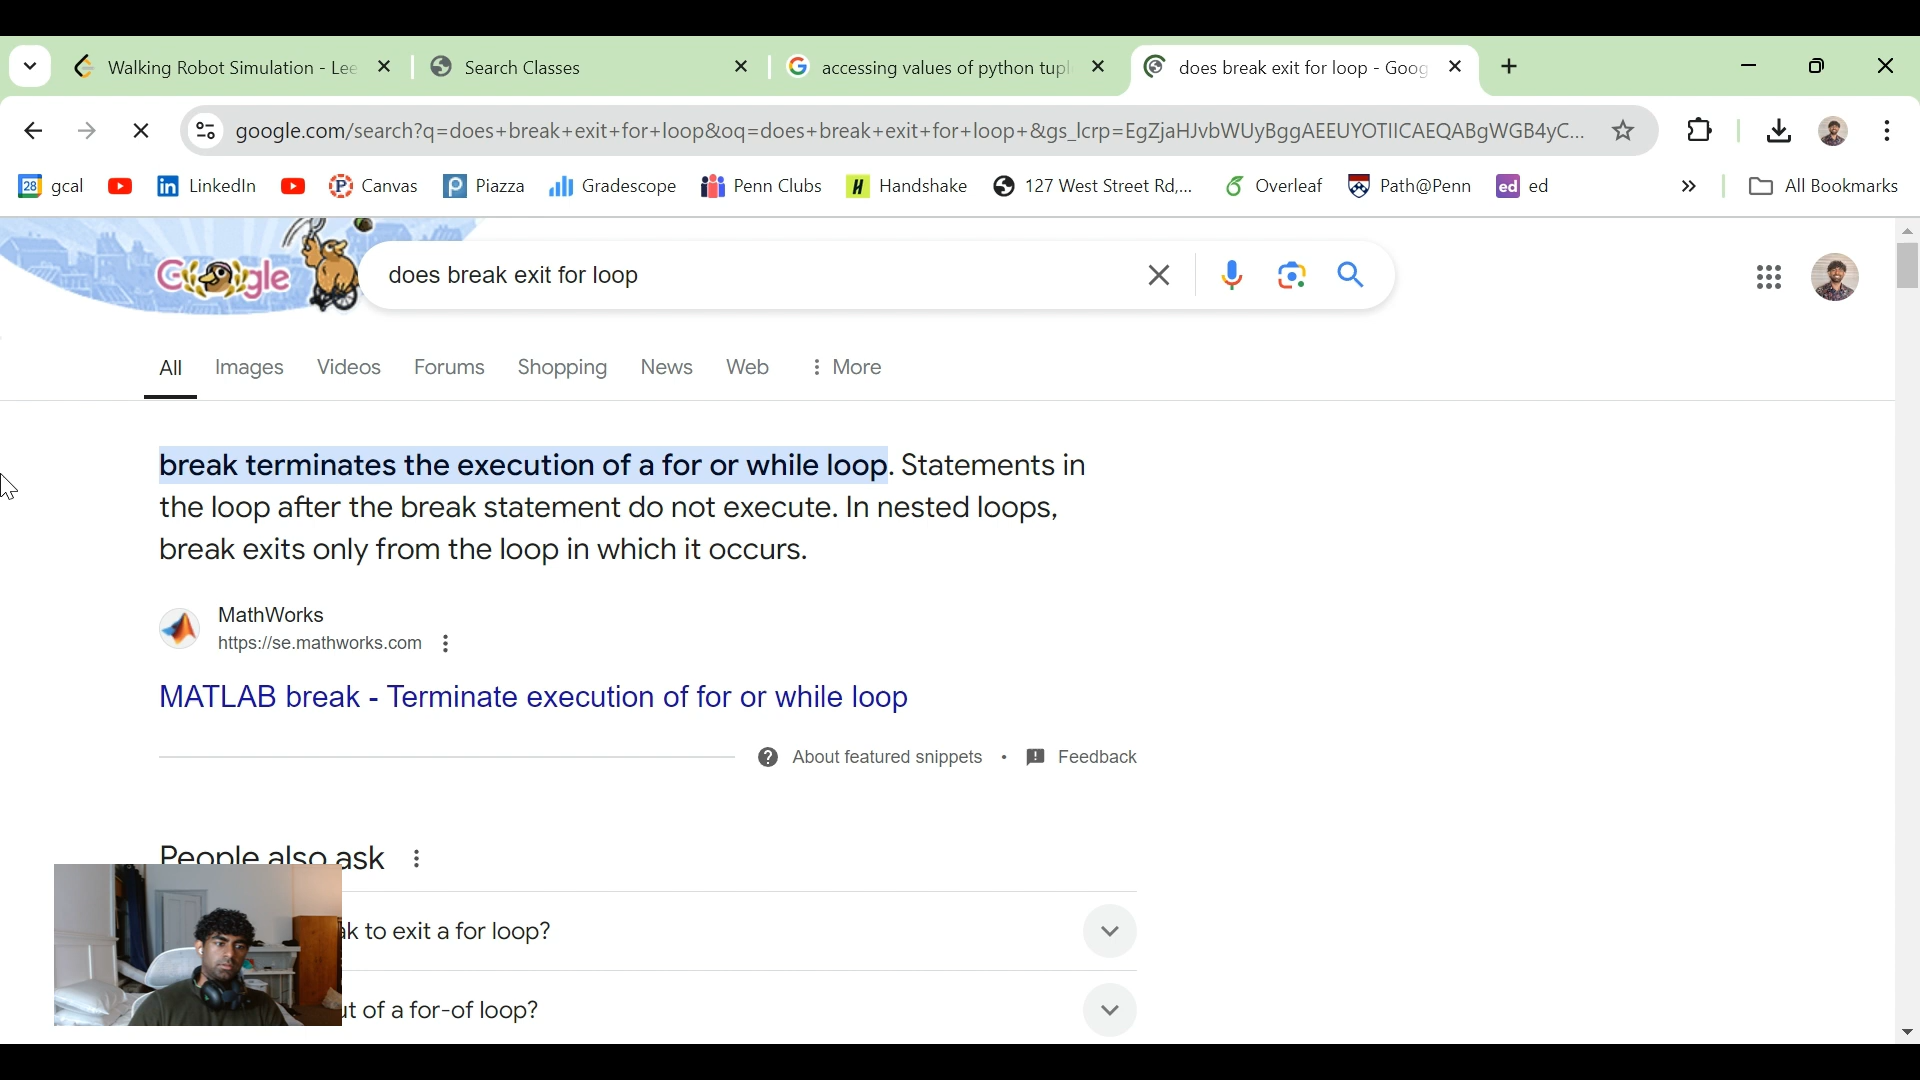 Walking Robot Simulation - Lee
Search Classes
accessing values of python tupl
does break exit for loop - Goog
google.com/search?q=does+break+exit+for+loop&oq=does+break+exit+for+loop+&gs_lcrp=EgZjaHJvbWUyBggAEEUYOTIICAEQABgWGB4yC...
28 gcal
LinkedIn
Canvas
Piazza
Gradescope
Penn Clubs
Handshake
127 West Street Rd,...
Overleaf
Path@Penn
ed ed
All Bookmarks
Google
does break exit for loop
All Images Videos Forums Shopping News Web More
break terminates the execution of a for or while loop. Statements in
the loop after the break statement do not execute. In nested loops,
break exits only from the loop in which it occurs.
MathWorks
https://se.mathworks.com
MATLAB break - Terminate execution of for or while loop
About featured snippets • Feedback
People also ask
k to exit a for loop?
ut of a for-of loop?